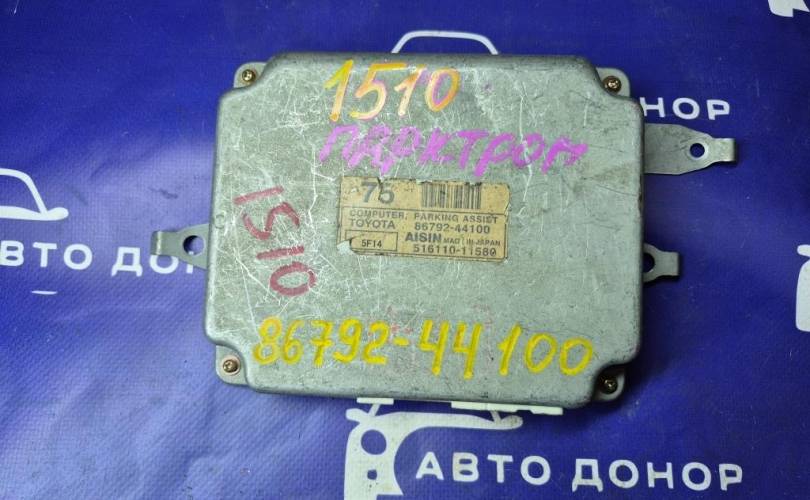 ДОНОР
1510
ПАРКТРОН
1510
75
COMPUTER, PARKING ASSIST
TOYOTA 86792-44100
5F14
AISIN MADE IN JAPAN
516110-11580
86792-44100
АВТО ДОНОР
АВТО ДОНОР